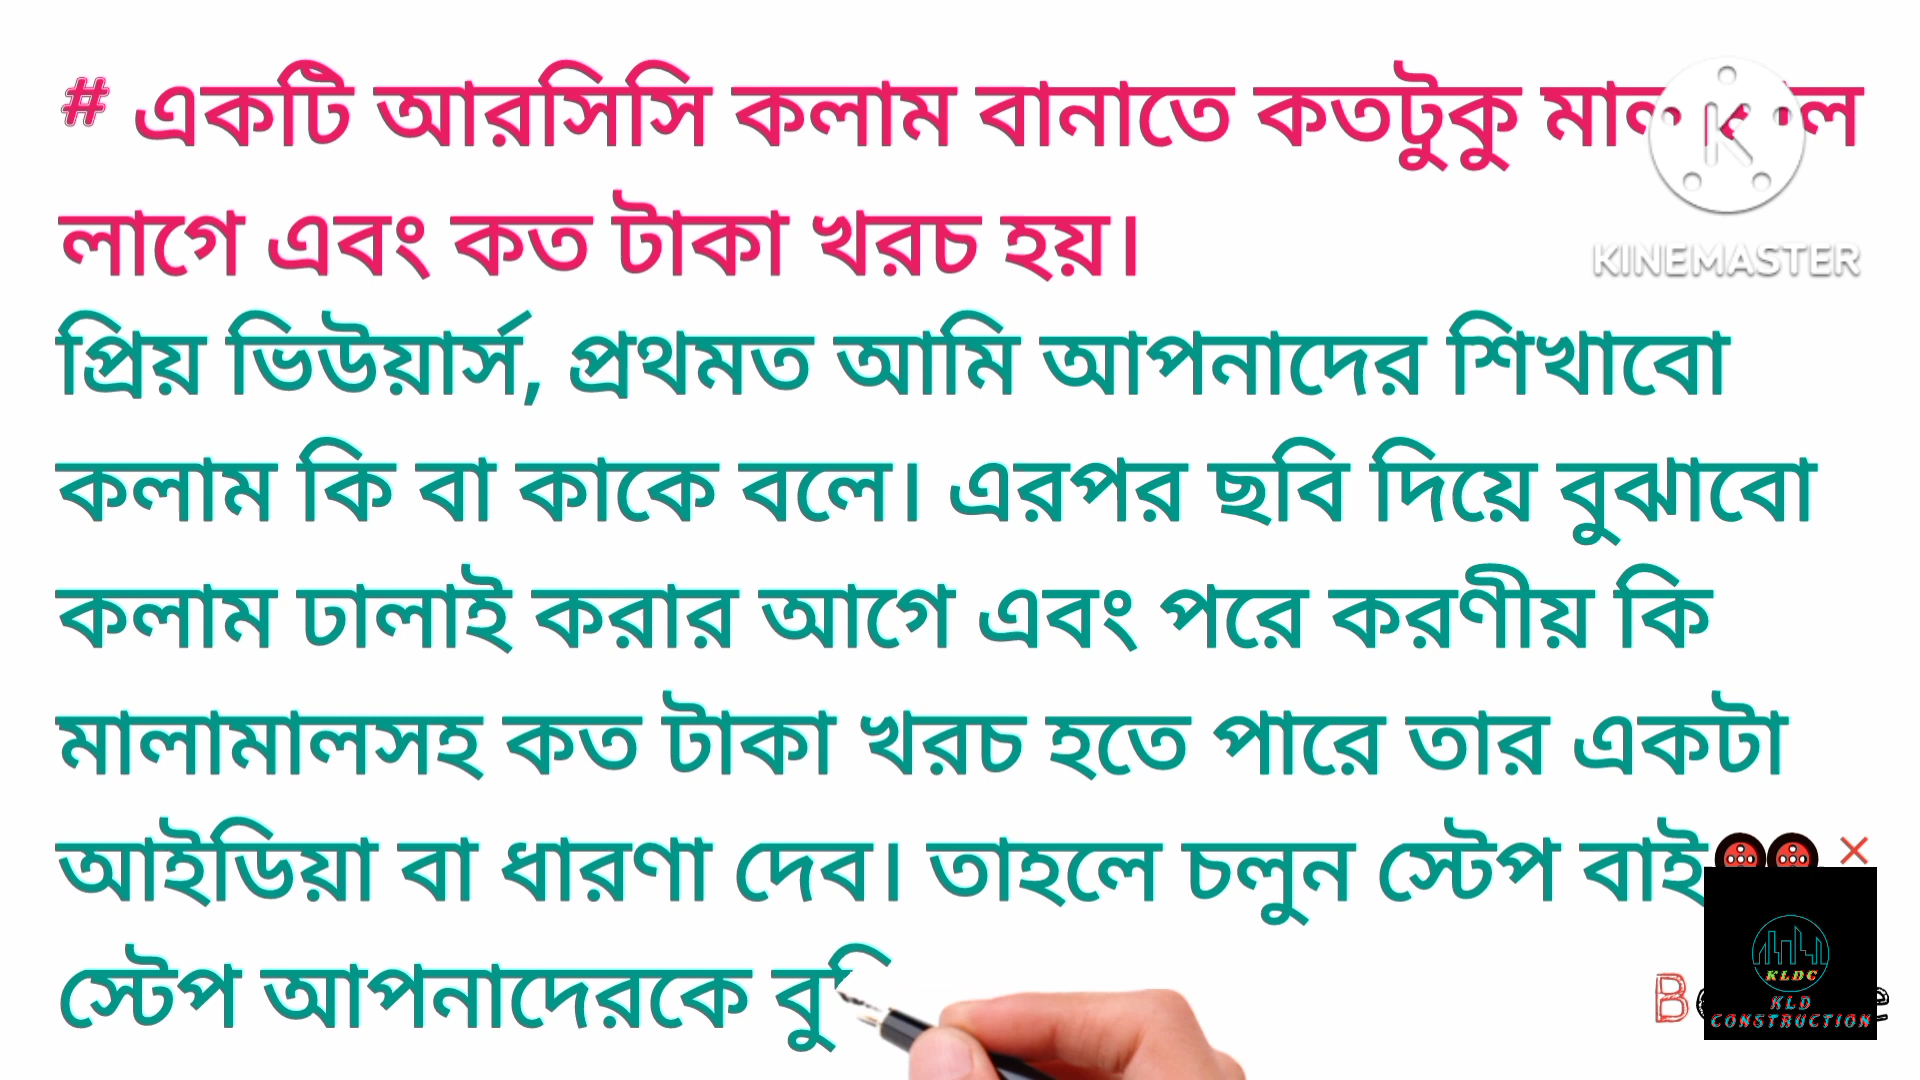 # একটি আরসিসি কলাম বানাতে কতটুকু
লাগে এবং কত টাকা খরচ হয়।
KINEMASTER
প্রিয় ভিউয়ার্স, প্রথমত আমি আপনাদের শিখাবো
কলাম কি বা কাকে বলে। এরপর ছবি দিয়ে বুঝাবো
কলাম ঢালাই করার আগে এবং পরে করণীয় কি
মালামালসহ কত টাকা খরচ হতে পারে তার একটা
আইডিয়া বা ধারণা দেব। তাহলে চলুন স্টেপ বাই
স্টেপ আপনাদেরকে
KLDC
KLD
CONSTRUCTION